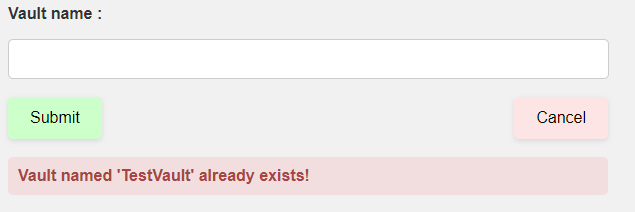 Vault name :
Submit
Cancel
Vault named 'TestVault' already exists!